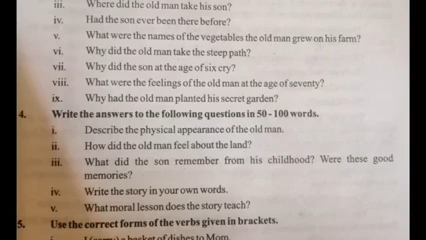 iii. Where did the old man take his son?
iv. Had the son ever been there before?
v. What were the names of the vegetables the old man grew on his farm?
vi. Why did the old man take the steep path?
vii. Why did the son at the age of six cry?
viii. What were the feelings of the old man at the age of seventy?
ix. Why had the old man planted his secret garden?
4. Write the answers to the following questions in 50 - 100 words.
i. Describe the physical appearance of the old man.
ii. How did the old man feel about the land?
iii. What did the son remember from his childhood? Were these good
memories?
iv. Write the story in your own words.
v. What moral lesson does the story teach?
5. Use the correct forms of the verbs given in brackets.
a basket of dishes to Mom.